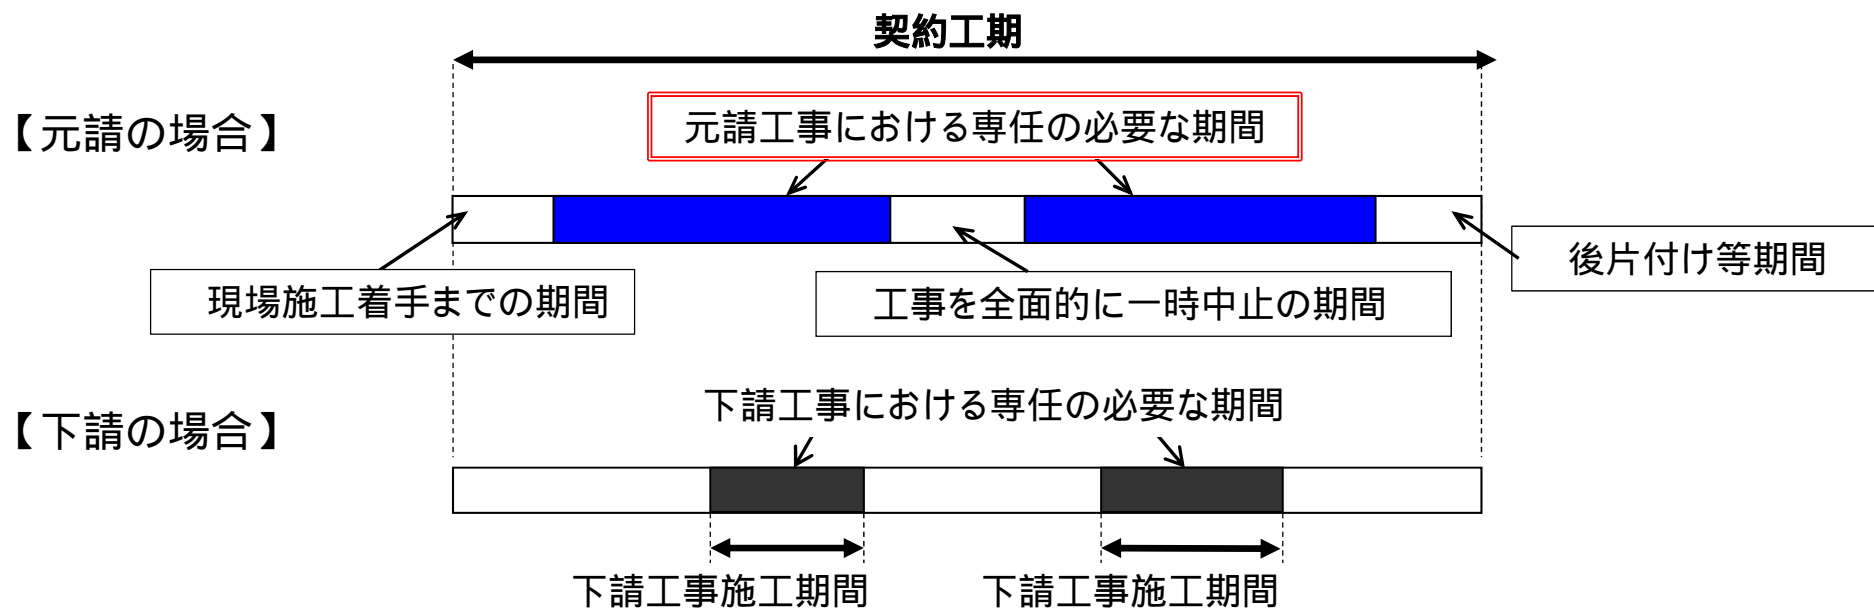 契約工期
【元請の場合】
元請工事における専任の必要な期間
後片付け等期間
現場施工着手までの期間
工事を全面的に一時中止の期間
【下請の場合】
下請工事における専任の必要な期間
下請工事施工期間
下請工事施工期間